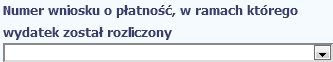 Numer wniosku o płatność, w ramach którego
wydatek został rozliczony